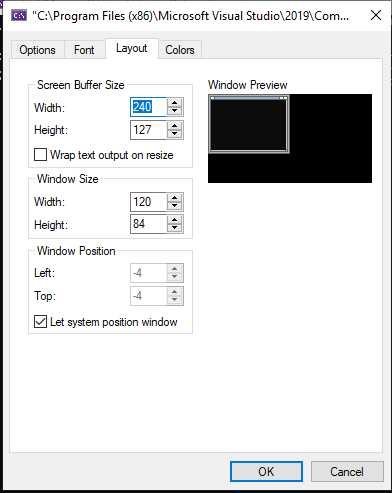 "C:\Program Files (x86)\Microsoft Visual Studio\2019\Com...
Options Font Layout Colors
Screen Buffer Size
Width: 240
Height: 127
Wrap text output on resize
Window Size
Width: 120
Height: 84
Window Position
Left: -4
Top: -4
Let system position window
Window Preview
OK Cancel